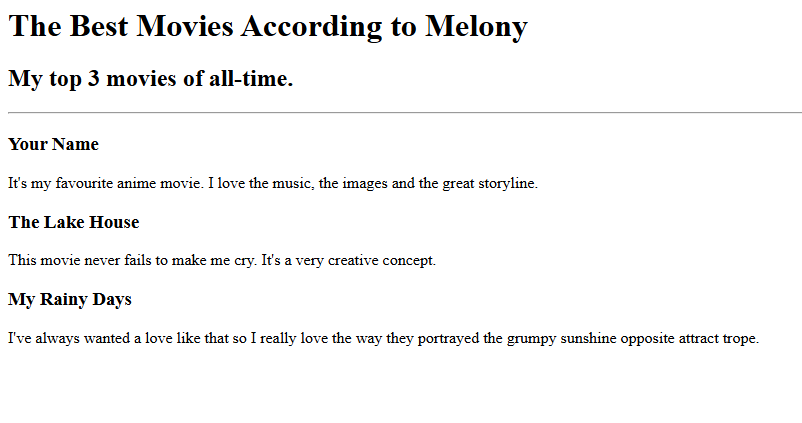 The Best Movies According to Melony
My top 3 movies of all-time.
Your Name
It's my favourite anime movie. I love the music, the images and the great storyline.
The Lake House
This movie never fails to make me cry. It's a very creative concept.
My Rainy Days
I've always wanted a love like that so I really love the way they portrayed the grumpy sunshine opposite attract trope.